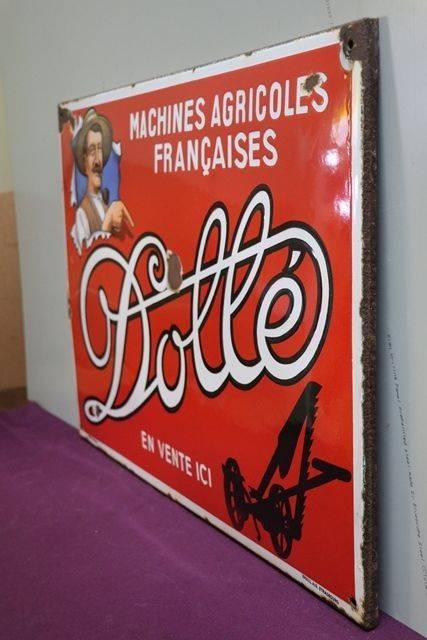 MACHINES AGRICOLES
FRANÇAISES
Dollé
EN VENTE ICI